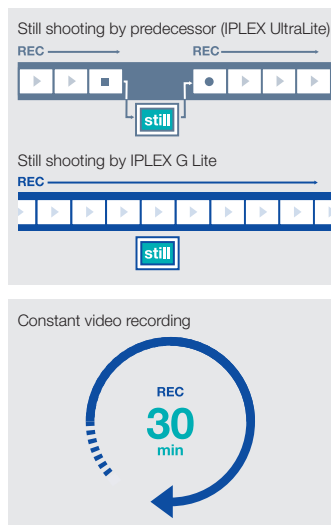 Still shooting by predecessor (IPLEX UltraLite)
REC REC
still
Still shooting by IPLEX G Lite
REC
still
Constant video recording
REC
30
min